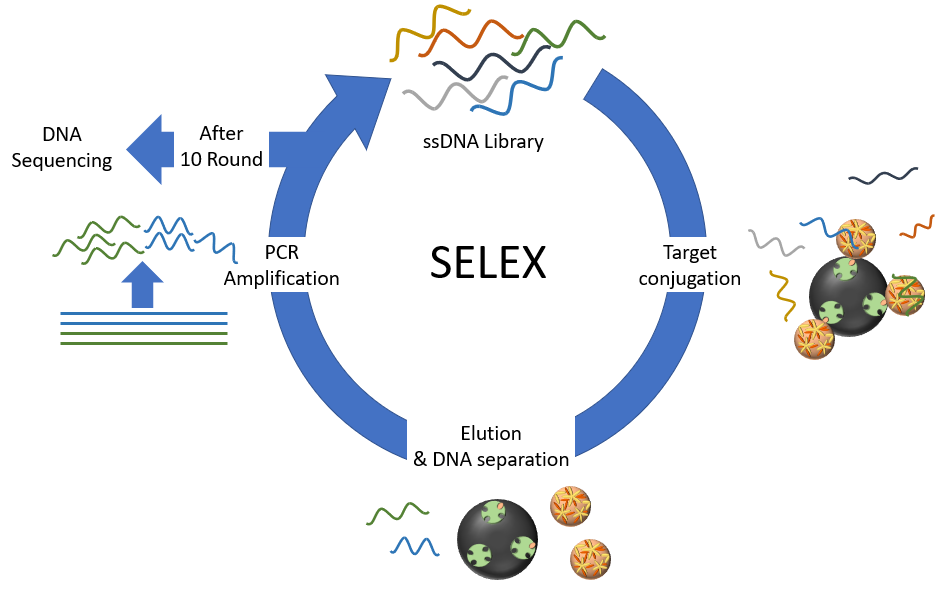 ssDNA Library
DNA
Sequencing
After
10 Round
SELEX
PCR
Amplification
Target
conjugation
Elution
& DNA separation